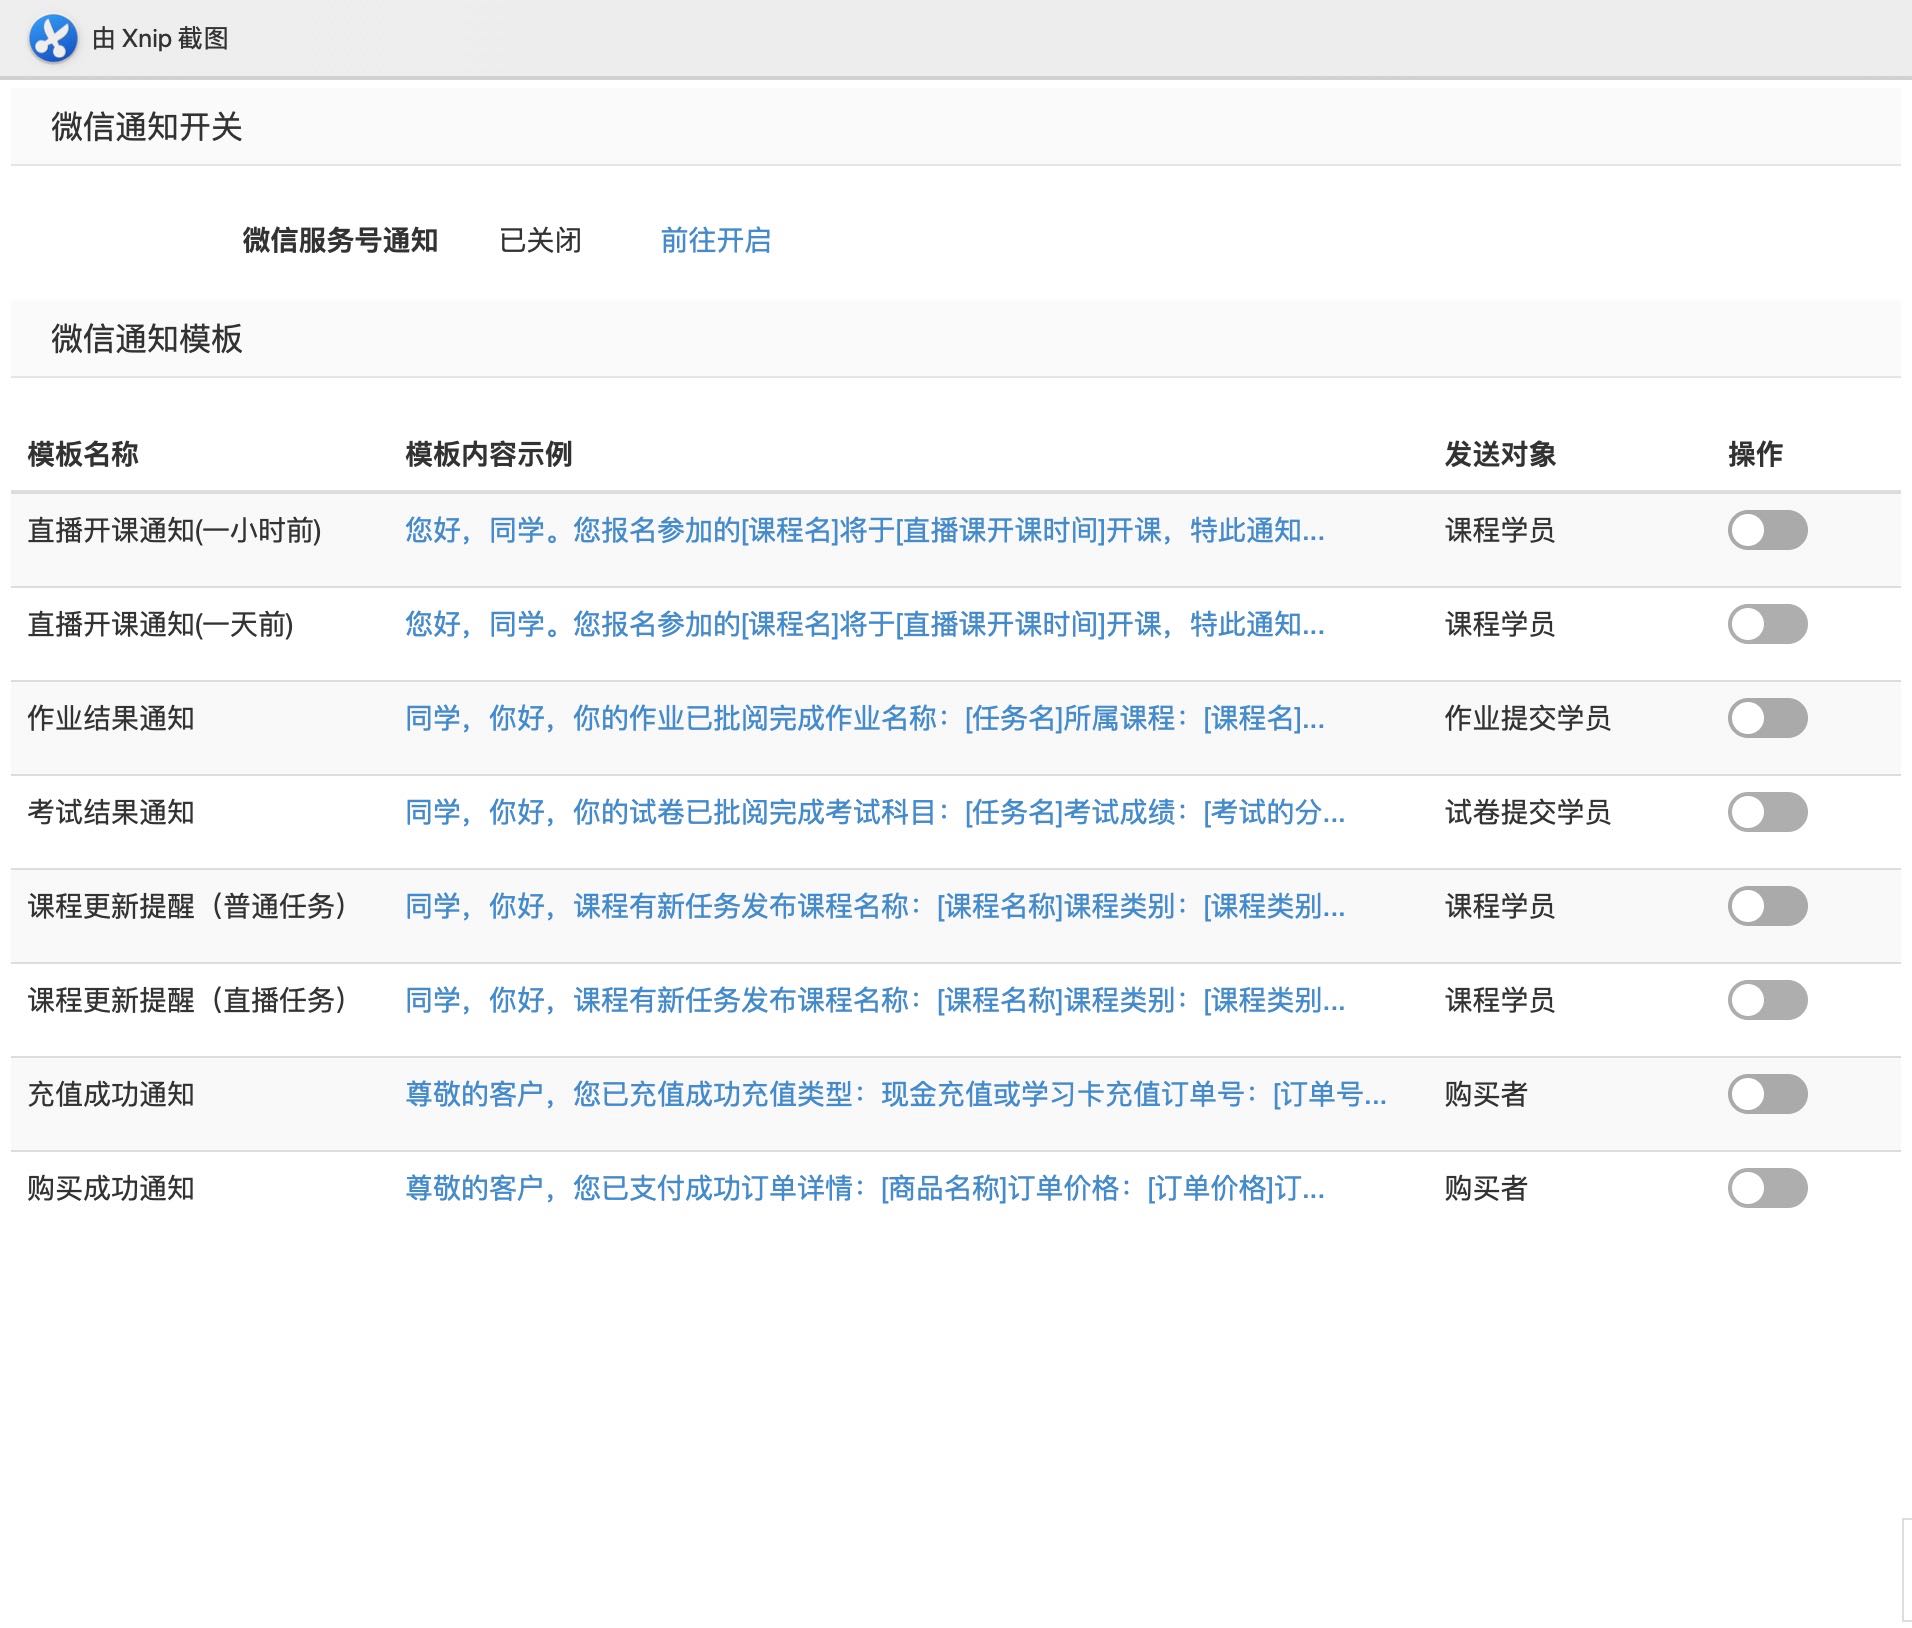 由 Xnip 截图
微信通知开关
微信服务号通知 已关闭 前往开启
微信通知模板
模板名称 模板内容示例 发送对象 操作
直播开课通知(一小时前) 您好，同学。您报名参加的[课程名]将于[直播课开课时间]开课，特此通知... 课程学员
直播开课通知(一天前) 您好，同学。您报名参加的[课程名]将于[直播课开课时间]开课，特此通知... 课程学员
作业结果通知 同学，你好，你的作业已批阅完成作业名称：[任务名]所属课程：[课程名]... 作业提交学员
考试结果通知 同学，你好，你的试卷已批阅完成考试科目：[任务名]考试成绩：[考试的分... 试卷提交学员
课程更新提醒（普通任务） 同学，你好，课程有新任务发布课程名称：[课程名称]课程类别：[课程类别... 课程学员
课程更新提醒（直播任务） 同学，你好，课程有新任务发布课程名称：[课程名称]课程类别：[课程类别... 课程学员
充值成功通知 尊敬的客户，您已充值成功充值类型：现金充值或学习卡充值订单号：[订单号... 购买者
购买成功通知 尊敬的客户，您已支付成功订单详情：[商品名称]订单价格：[订单价格]订... 购买者